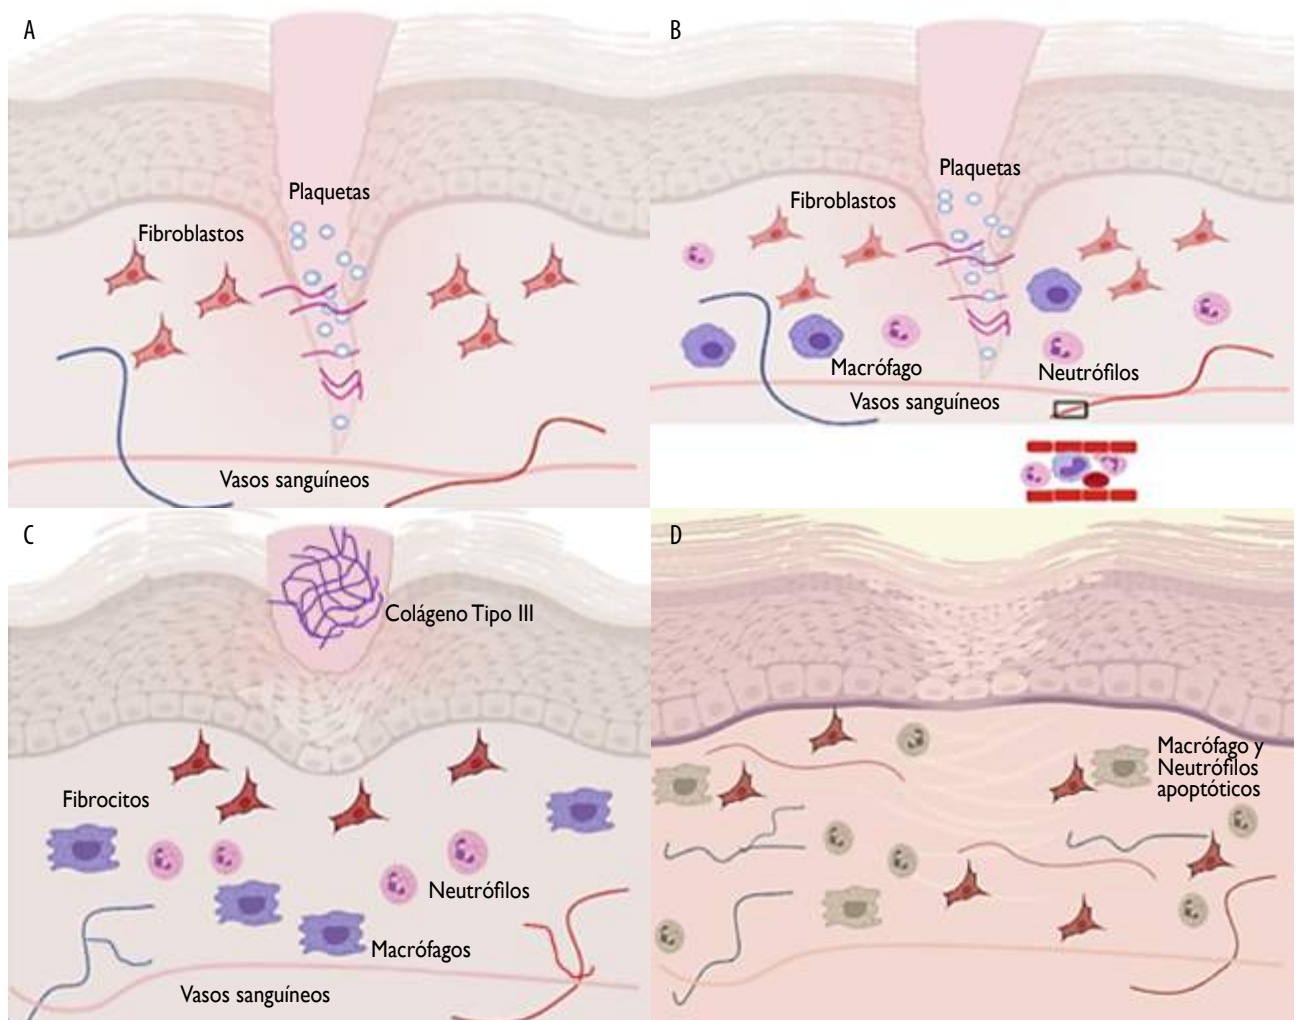 A
Plaquetas
Fibroblastos
Vasos sanguíneos
B
Plaquetas
Fibroblastos
Macrófago
Neutrófilos
Vasos sanguíneos
C
Colágeno Tipo III
Fibrocitos
Neutrófilos
Macrófagos
Vasos sanguíneos
D
Macrófago y
Neutrófilos
apoptóticos